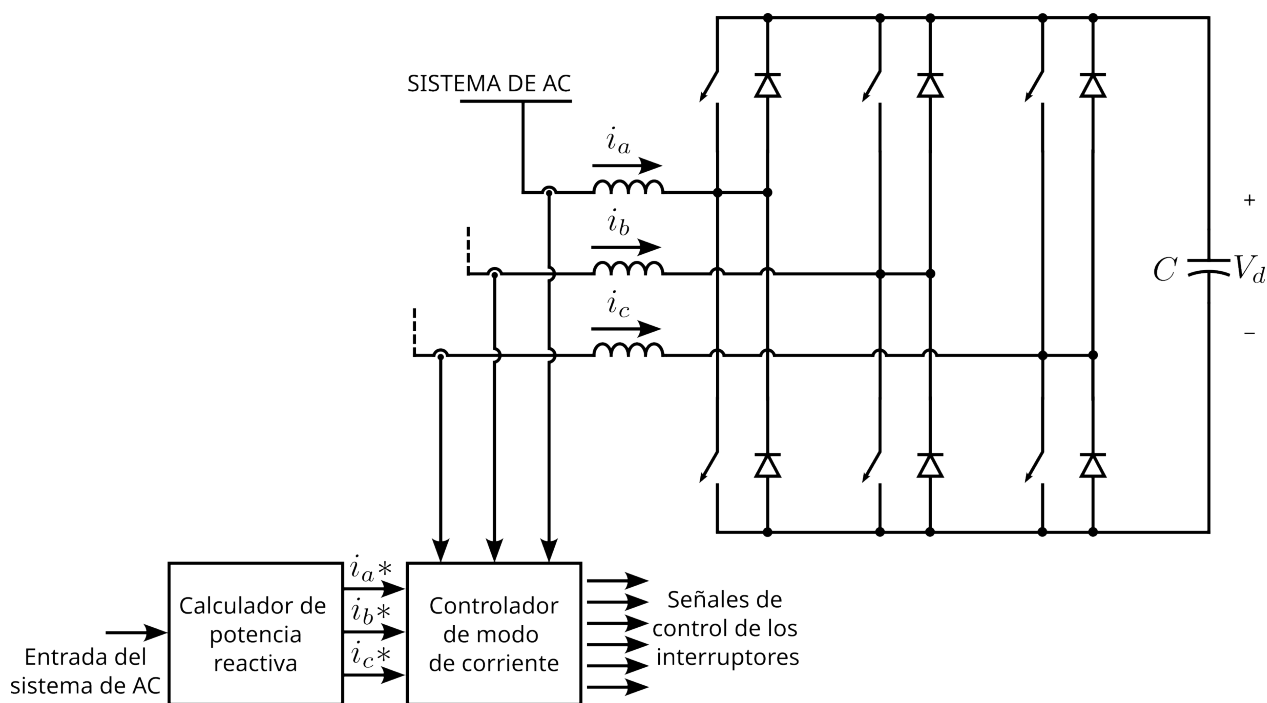 SISTEMA DE AC
i_a
i_b
i_c
+
C
V_d
−
i_a*
i_b*
i_c*
Calculador de
potencia
reactiva
Controlador
de modo
de corriente
Señales de
control de los
interruptores
Entrada del
sistema de AC